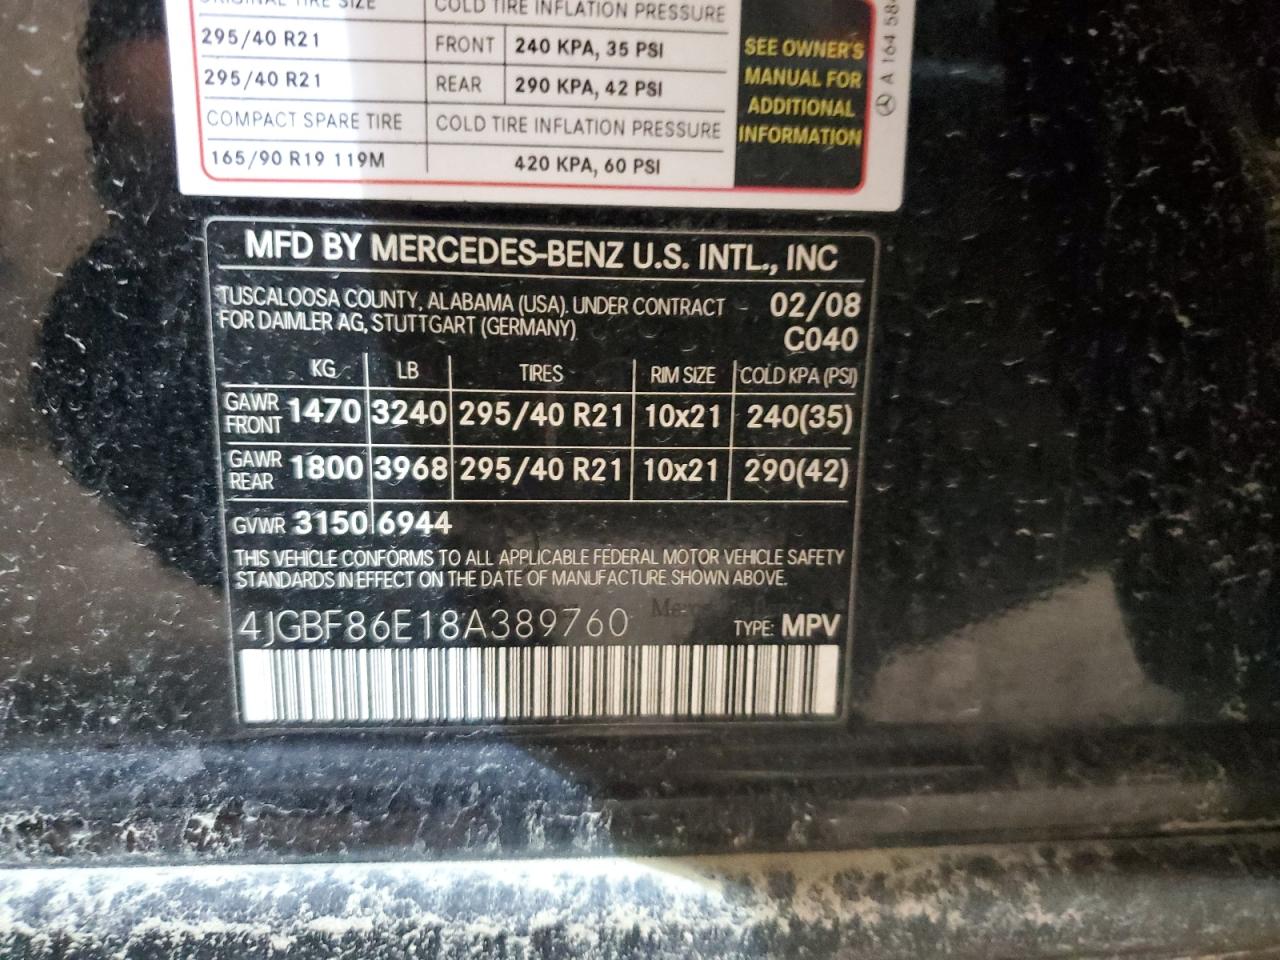 ORIGINAL TIRE SIZE COLD TIRE INFLATION PRESSURE
295/40 R21 FRONT 240 KPA, 35 PSI
295/40 R21 REAR 290 KPA, 42 PSI
COMPACT SPARE TIRE COLD TIRE INFLATION PRESSURE
165/90 R19 119M 420 KPA, 60 PSI
SEE OWNER'S
MANUAL FOR
ADDITIONAL
INFORMATION
A 164 584
MFD BY MERCEDES-BENZ U.S. INTL., INC
TUSCALOOSA COUNTY, ALABAMA (USA). UNDER CONTRACT 02/08
FOR DAIMLER AG, STUTTGART (GERMANY) C040
KG LB TIRES RIM SIZE COLD KPA (PSI)
GAWR FRONT 1470 3240 295/40 R21 10x21 240(35)
GAWR REAR 1800 3968 295/40 R21 10x21 290(42)
GVWR 3150 6944
THIS VEHICLE CONFORMS TO ALL APPLICABLE FEDERAL MOTOR VEHICLE SAFETY
STANDARDS IN EFFECT ON THE DATE OF MANUFACTURE SHOWN ABOVE.
4JGBF86E18A389760 TYPE: MPV